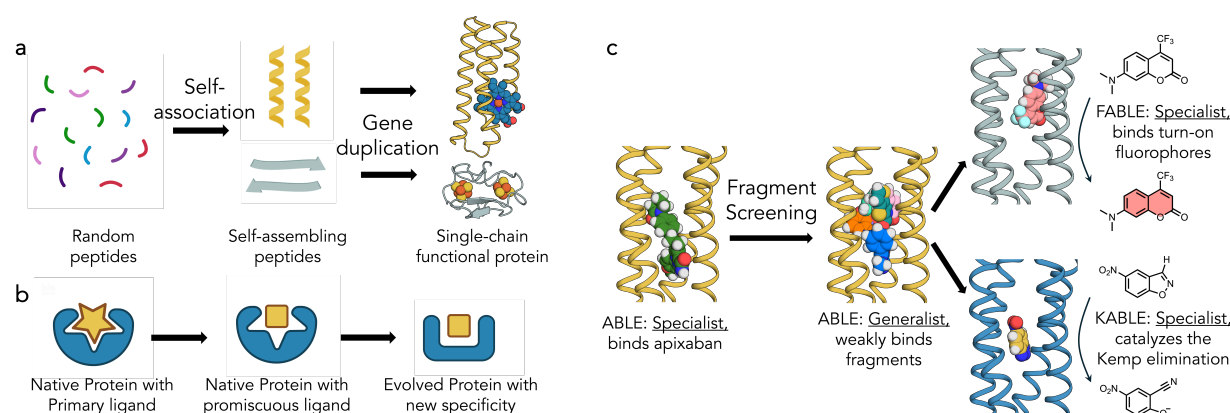 a
Self-
association
Gene
duplication
Random
peptides
Self-assembling
peptides
Single-chain
functional protein
b
Native Protein with
Primary ligand
Native Protein with
promiscuous ligand
Evolved Protein with
new specificity
c
ABLE: Specialist,
binds apixaban
Fragment
Screening
ABLE: Generalist,
weakly binds
fragments
CF₃
N
O
O
FABLE: Specialist,
binds turn-on
fluorophores
CF₃
N
O
O
H
O₂N
N
O
KABLE: Specialist,
catalyzes the
Kemp elimination
N
O₂N